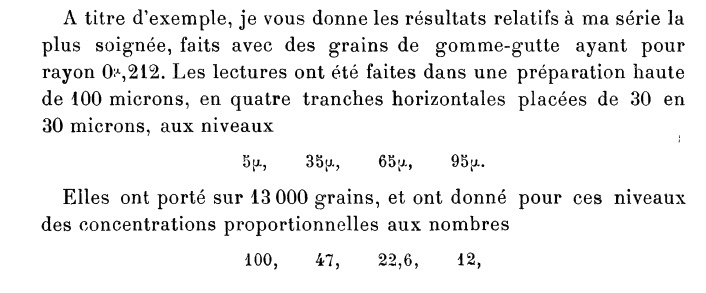 A titre d'exemple, je vous donne les résultats relatifs à ma série la
plus soignée, faits avec des grains de gomme-gutte ayant pour
rayon 0µ,212. Les lectures ont été faites dans une préparation haute
de 100 microns, en quatre tranches horizontales placées de 30 en
30 microns, aux niveaux
5µ, 35µ, 65µ, 95µ.
Elles ont porté sur 13 000 grains, et ont donné pour ces niveaux
des concentrations proportionnelles aux nombres
100, 47, 22,6, 12,